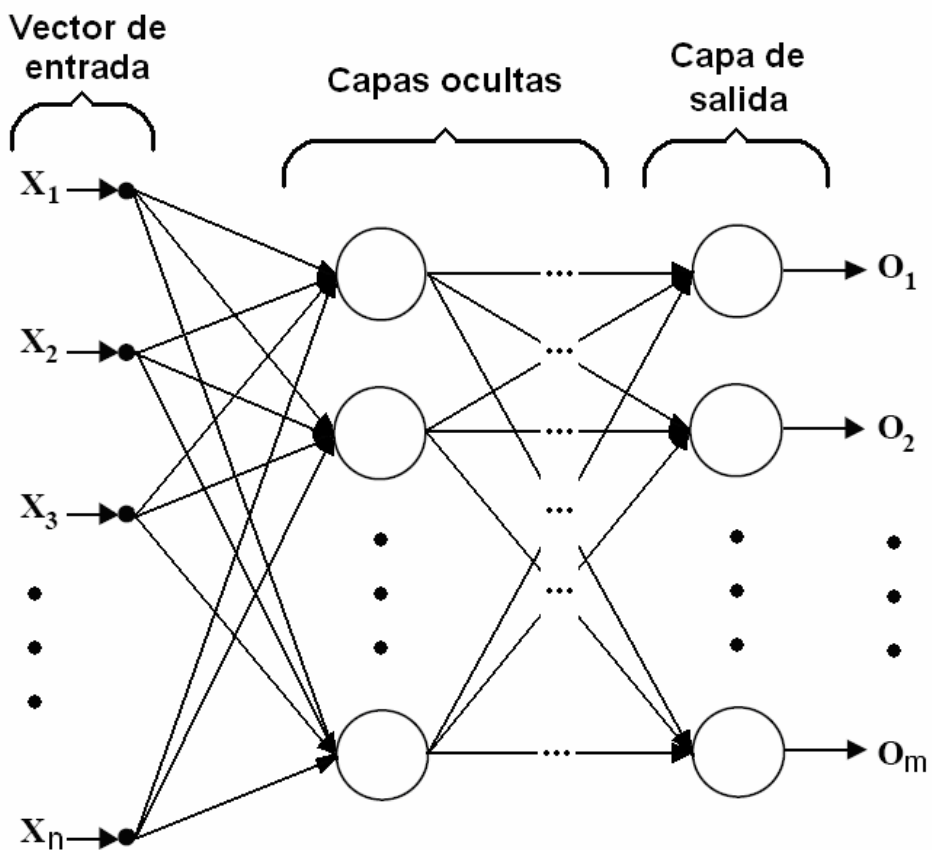 Vector de
entrada
Capas ocultas
Capa de
salida
X1
X2
X3
Xn
...
...
...
...
...
...
O1
O2
Om